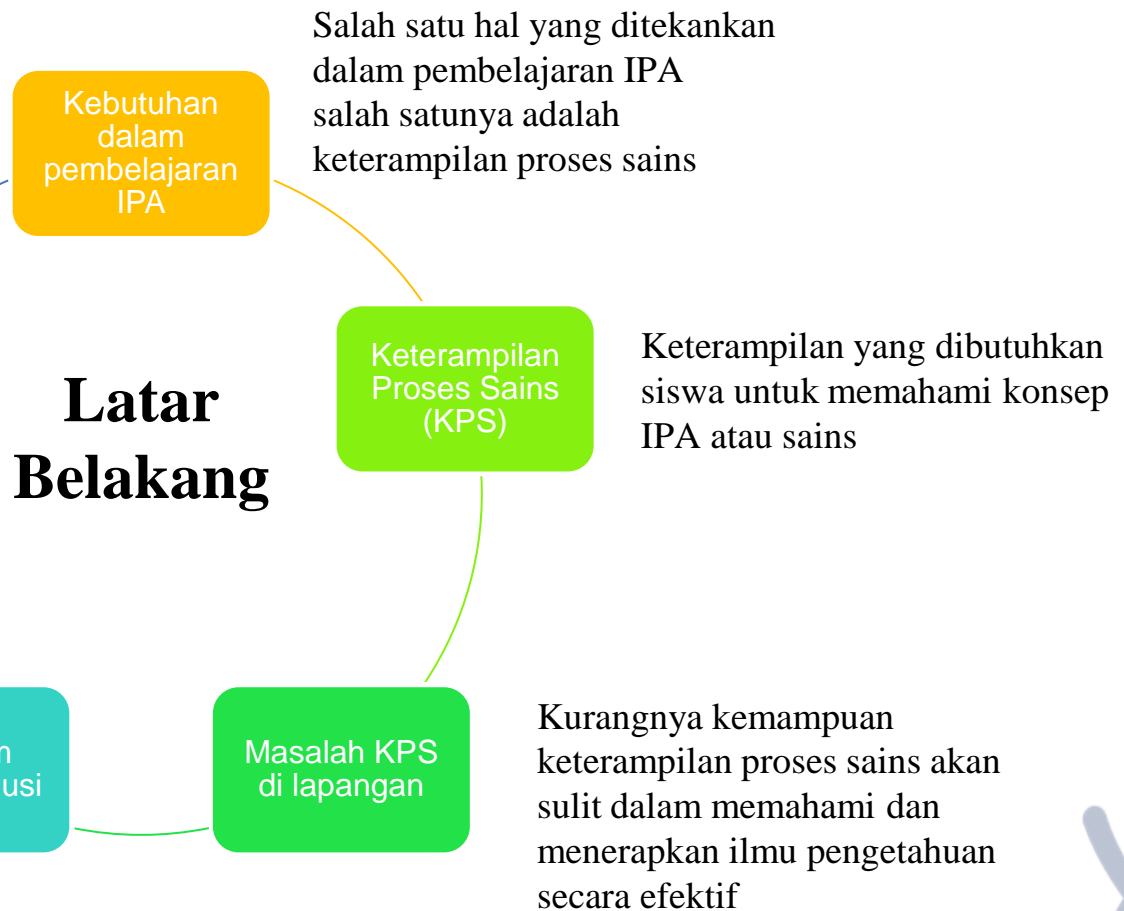 Salah satu hal yang ditekankan
dalam pembelajaran IPA
salah satunya adalah
keterampilan proses sains
Kebutuhan
dalam
pembelajaran
IPA
Keterampilan
Proses Sains
(KPS)
Keterampilan yang dibutuhkan
siswa untuk memahami konsep
IPA atau sains
Latar
Belakang
Masalah KPS
di lapangan
Kurangnya kemampuan
keterampilan proses sains akan
sulit dalam memahami dan
menerapkan ilmu pengetahuan
secara efektif